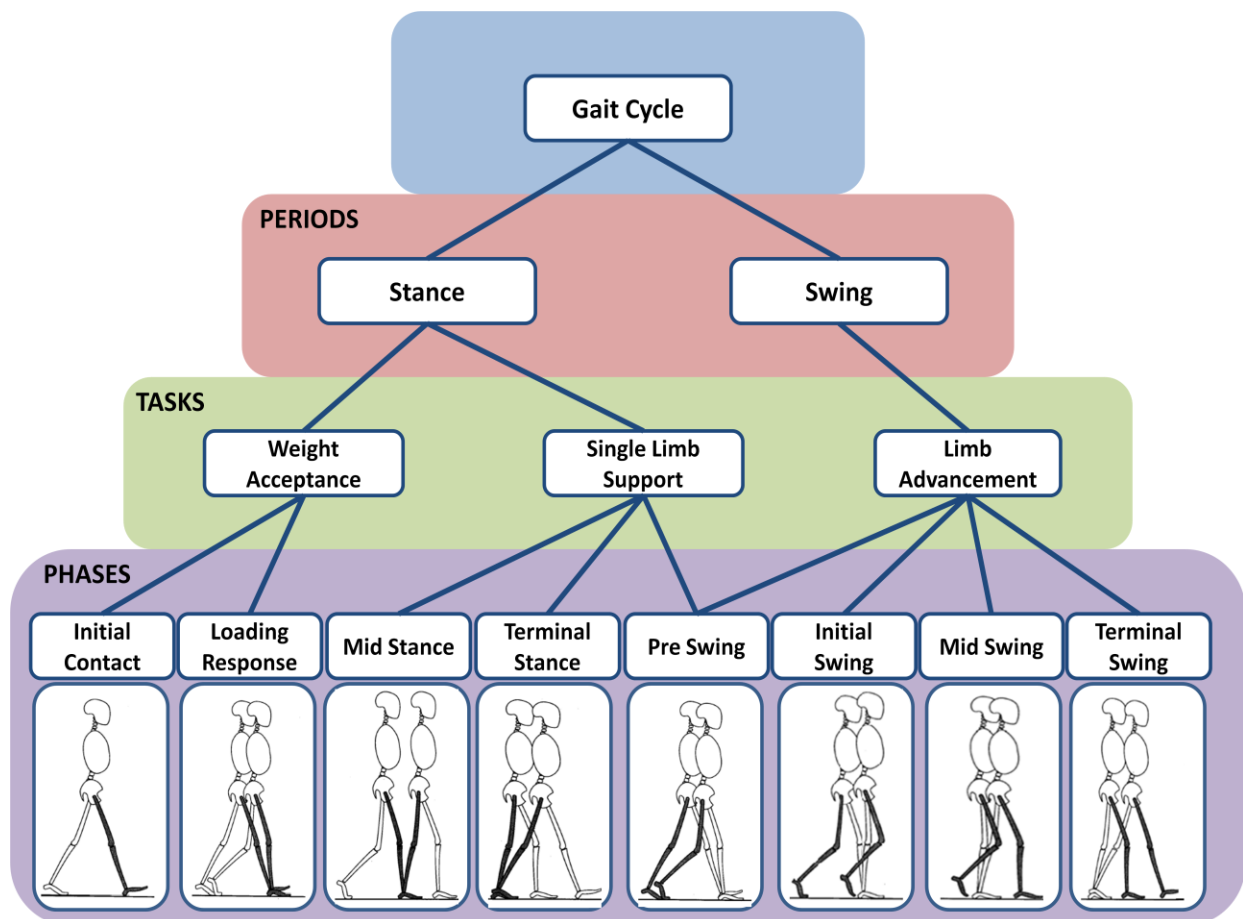 Gait Cycle
PERIODS
Stance
Swing
TASKS
Weight
Acceptance
Single Limb
Support
Limb
Advancement
PHASES
Initial
Contact
Loading
Response
Mid Stance
Terminal
Stance
Pre Swing
Initial
Swing
Mid Swing
Terminal
Swing